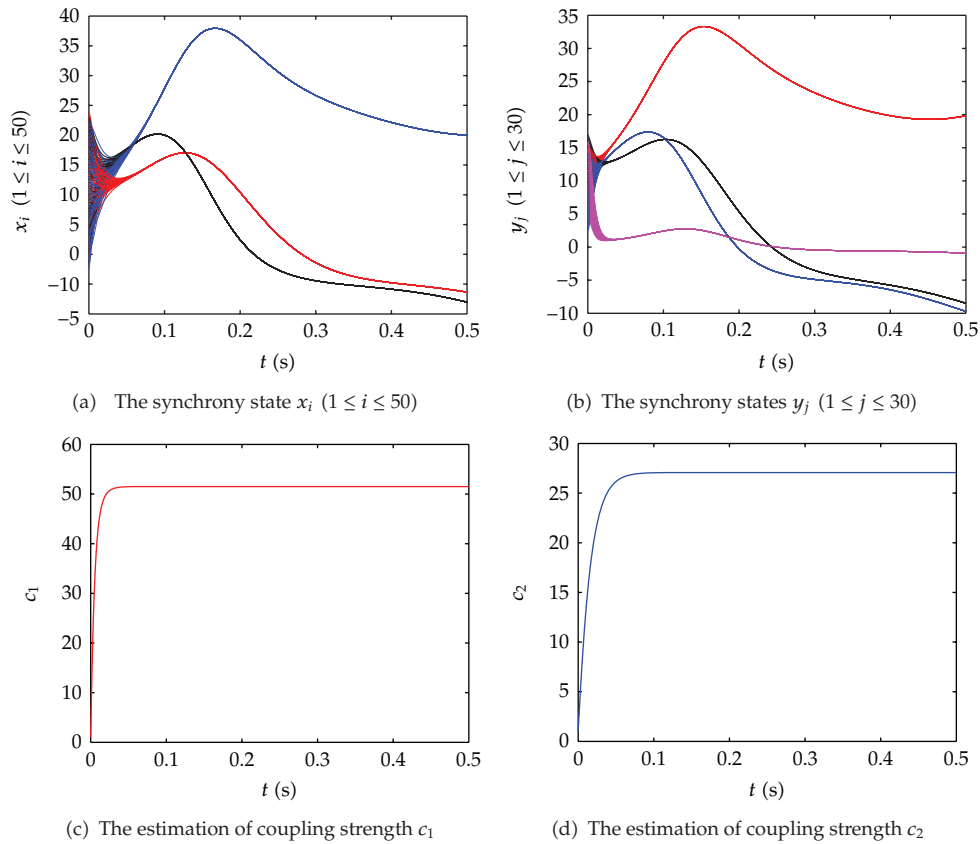 40
35
30
25
20
15
10
5
0
−10
−5
x_i (1 ≤ i ≤ 50)
0 0.1 0.2 0.3 0.4 0.5
t (s)
(a) The synchrony state x_i (1 ≤ i ≤ 50)
35
30
25
20
15
10
5
0
−5
−10
y_j (1 ≤ j ≤ 30)
0 0.1 0.2 0.3 0.4 0.5
t (s)
(b) The synchrony states y_j (1 ≤ j ≤ 30)
60
50
40
30
20
10
0
c_1
0 0.1 0.2 0.3 0.4 0.5
t (s)
(c) The estimation of coupling strength c_1
30
25
20
15
10
5
0
c_2
0 0.1 0.2 0.3 0.4 0.5
t (s)
(d) The estimation of coupling strength c_2